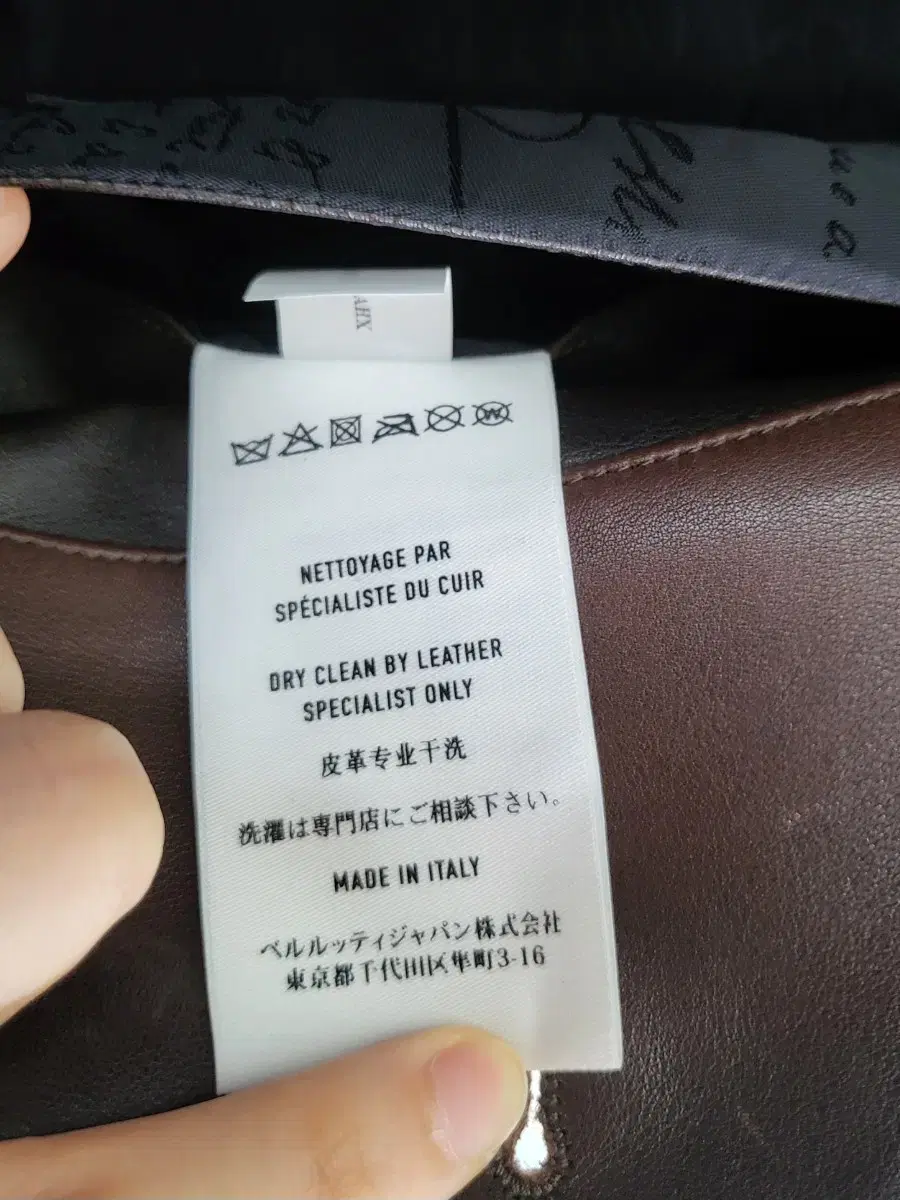 AHX
NETTOYAGE PAR
SPÉCIALISTE DU CUIR
DRY CLEAN BY LEATHER
SPECIALIST ONLY
皮革专业干洗
洗濯は専門店にご相談下さい。
MADE IN ITALY
ベルルッティジャパン株式会社
東京都千代田区隼町3-16